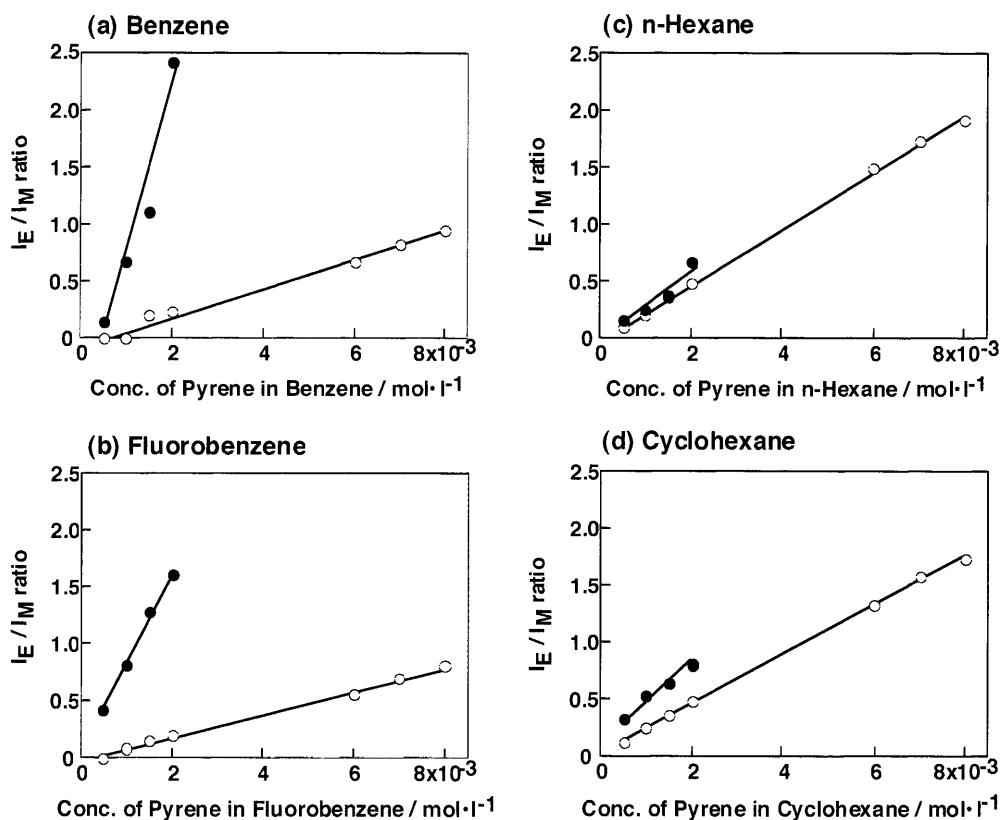 (a) Benzene
2.5
2.0
1.5
1.0
0.5
0
I_E / I_M ratio
0 2 4 6 8x10⁻³
Conc. of Pyrene in Benzene / mol·l⁻¹
(c) n-Hexane
2.5
2.0
1.5
1.0
0.5
0
I_E / I_M ratio
0 2 4 6 8x10⁻³
Conc. of Pyrene in n-Hexane / mol·l⁻¹
(b) Fluorobenzene
2.5
2.0
1.5
1.0
0.5
0
I_E / I_M ratio
0 2 4 6 8x10⁻³
Conc. of Pyrene in Fluorobenzene / mol·l⁻¹
(d) Cyclohexane
2.5
2.0
1.5
1.0
0.5
0
I_E / I_M ratio
0 2 4 6 8x10⁻³
Conc. of Pyrene in Cyclohexane / mol·l⁻¹